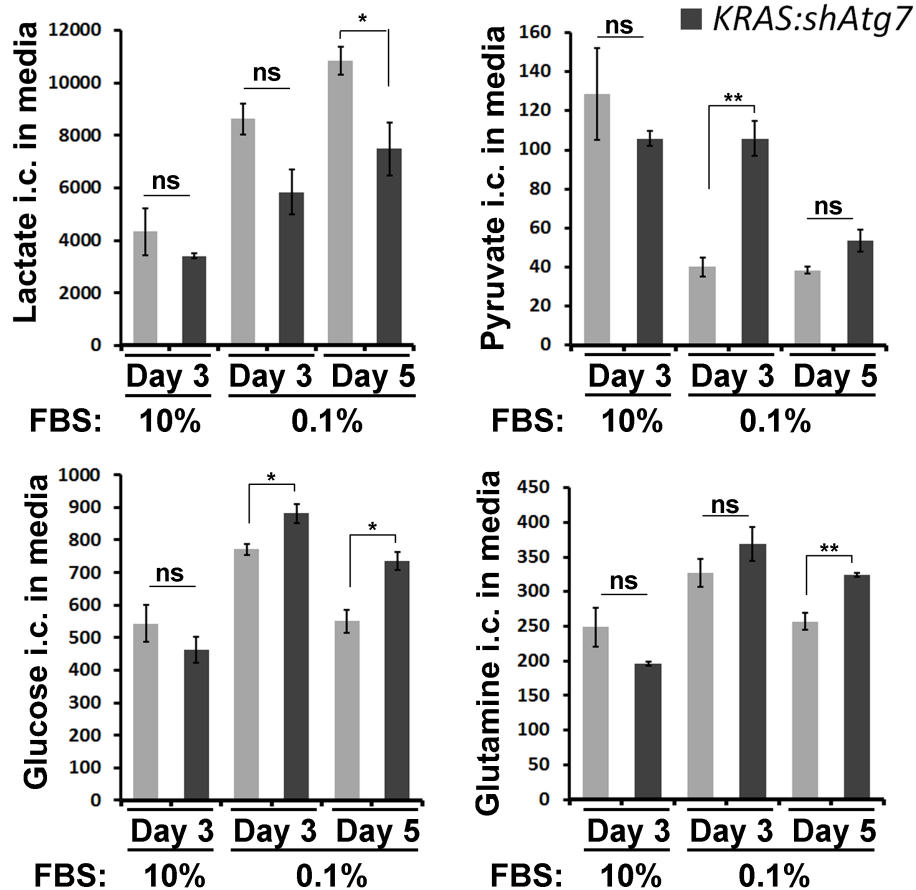 KRAS:shAtg7
Lactate i.c. in media
12000
10000
8000
6000
4000
2000
0
ns
ns
*
Day 3
Day 3
Day 5
FBS:
10%
0.1%
Pyruvate i.c. in media
160
140
120
100
80
60
40
20
0
ns
**
ns
Day 3
Day 3
Day 5
FBS:
10%
0.1%
Glucose i.c. in media
1000
900
800
700
600
500
400
300
200
100
0
ns
*
*
Day 3
Day 3
Day 5
FBS:
10%
0.1%
Glutamine i.c. in media
450
400
350
300
250
200
150
100
50
0
ns
ns
**
Day 3
Day 3
Day 5
FBS:
10%
0.1%